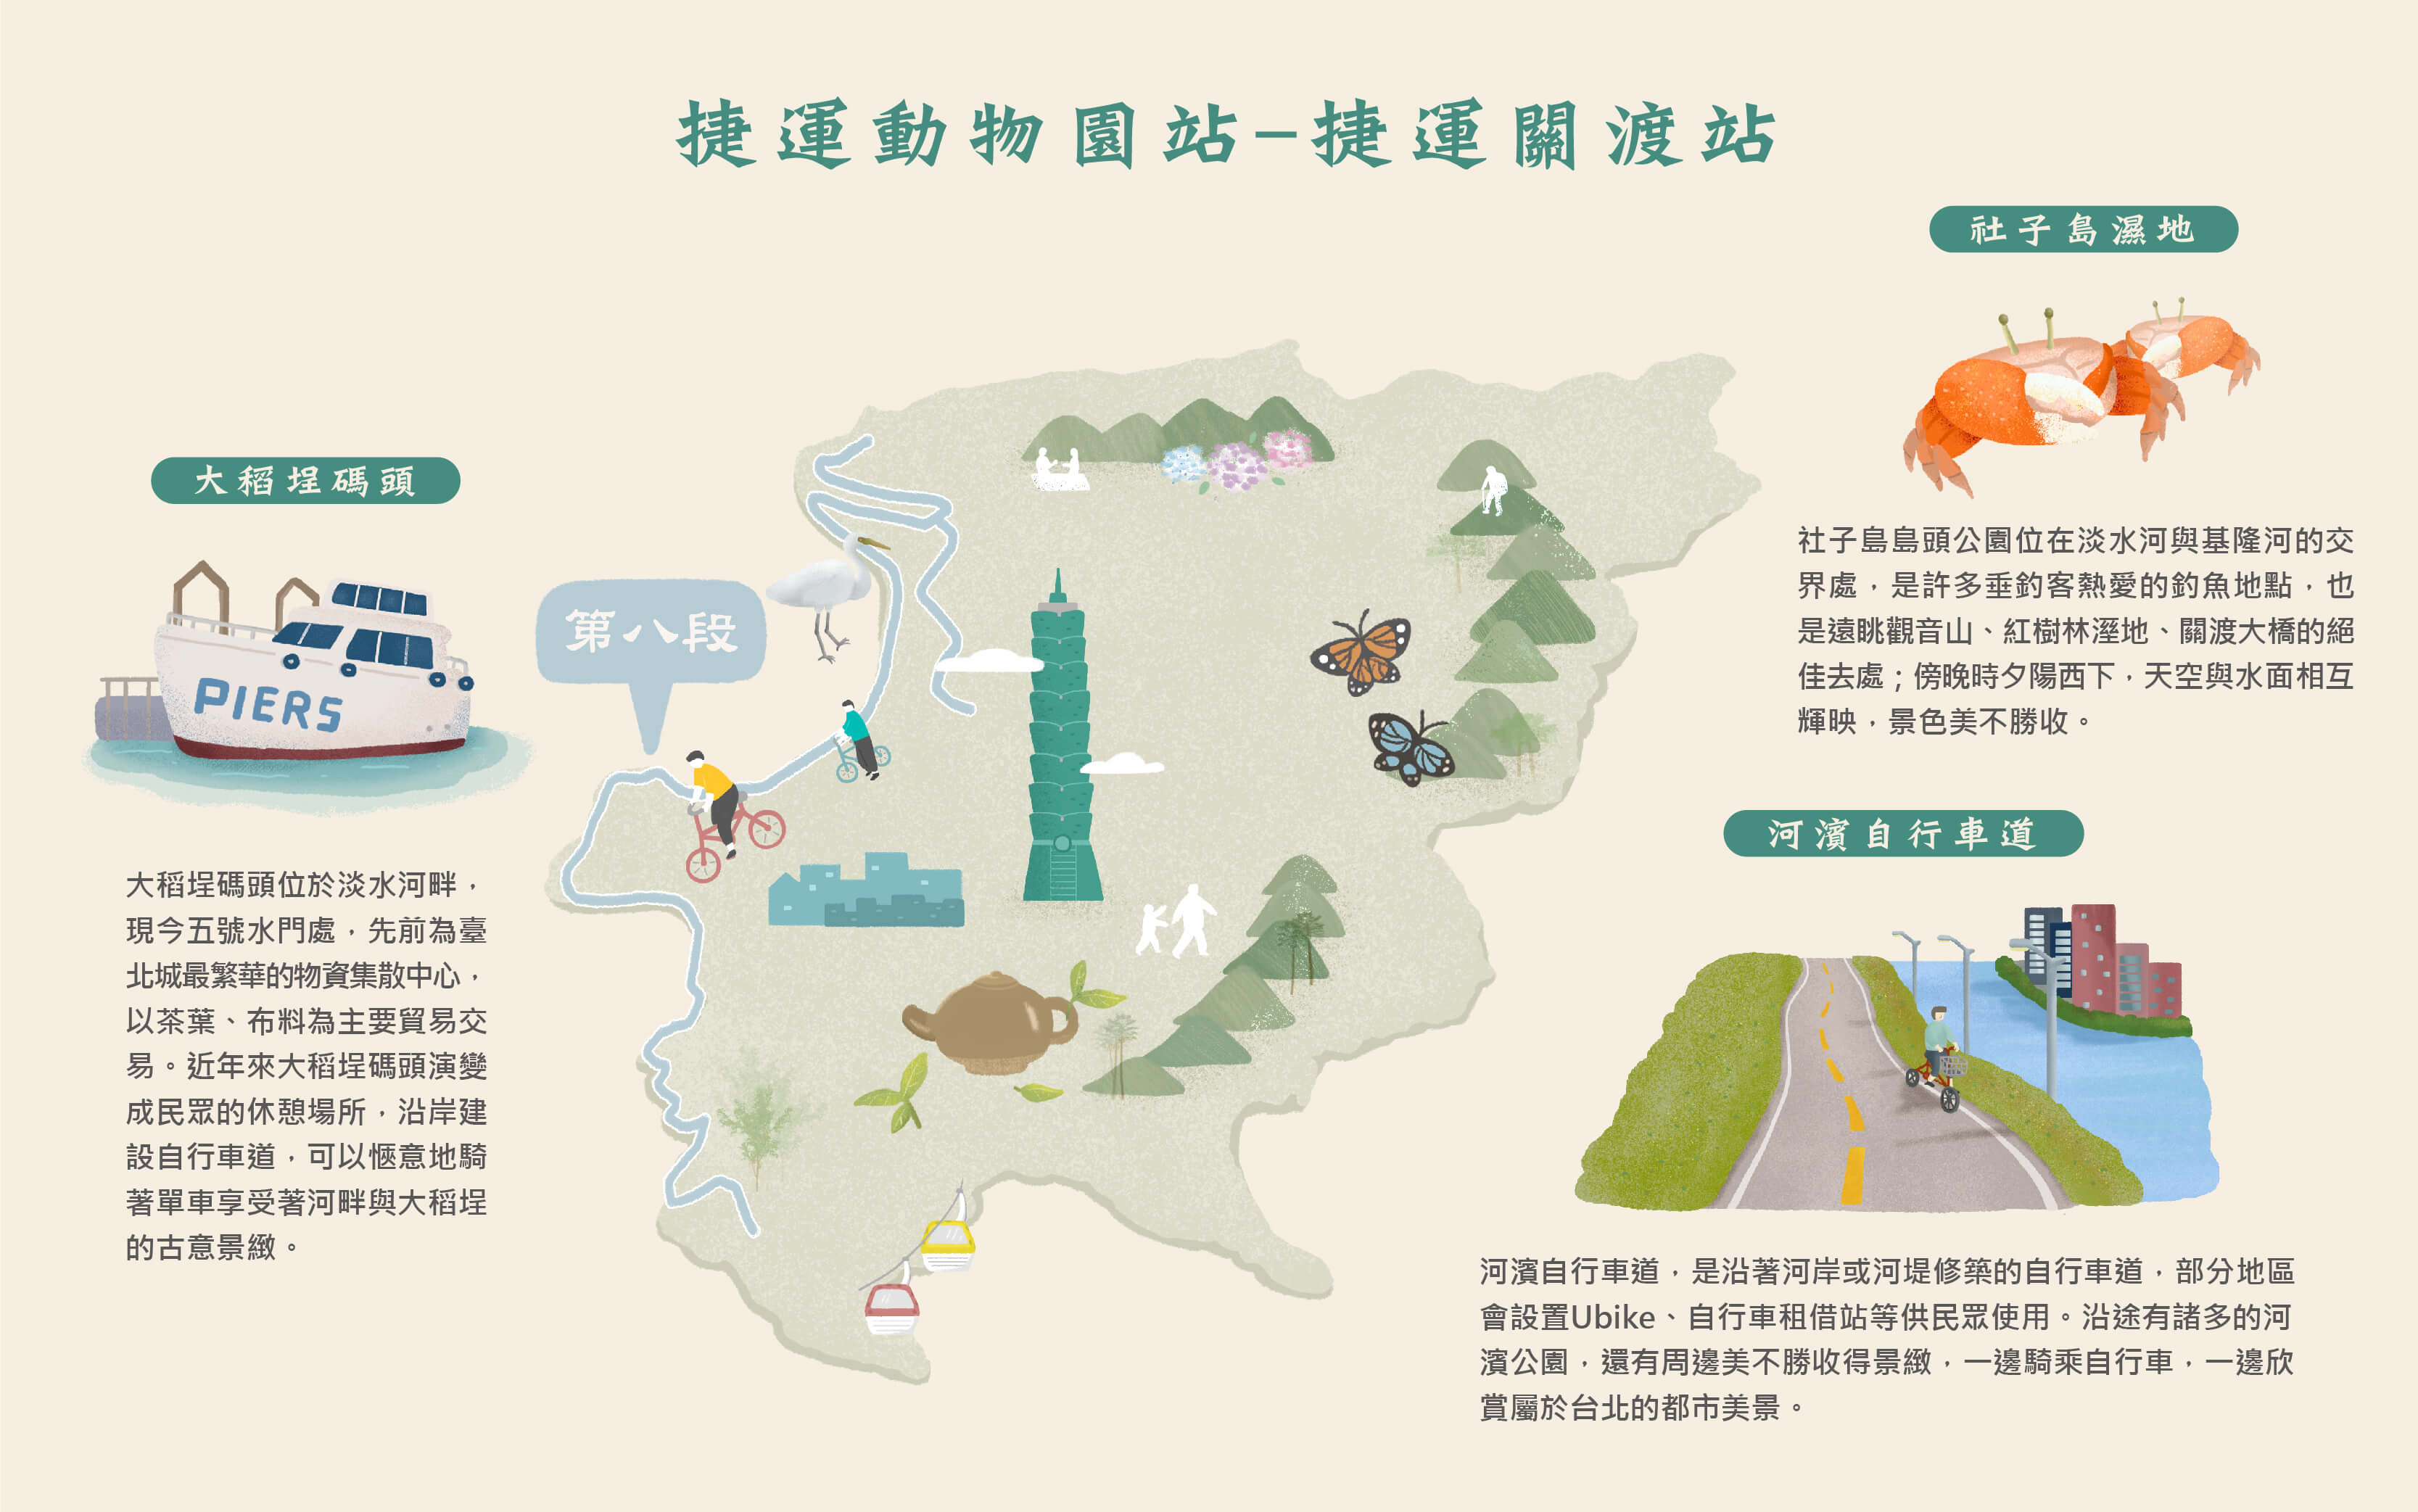 捷運動物園站-捷運關渡站
社子島濕地
社子島島頭公園位在淡水河與基隆河的交
界處，是許多垂釣客熱愛的釣魚地點，也
是遠眺觀音山、紅樹林溼地、關渡大橋的絕
佳去處；傍晚時夕陽西下，天空與水面相互
輝映，景色美不勝收。
大稻埕碼頭
PIERS
大稻埕碼頭位於淡水河畔，
現今五號水門處，先前為臺
北城最繁華的物資集散中心，
以茶葉、布料為主要貿易交
易。近年來大稻埕碼頭演變
成民眾的休憩場所，沿岸建
設自行車道，可以愜意地騎
著單車享受著河畔與大稻埕
的古意景緻。
第八段
河濱自行車道
河濱自行車道，是沿著河岸或河堤修築的自行車道，部分地區
會設置Ubike、自行車租借站等供民眾使用。沿途有諸多的河
濱公園，還有周邊美不勝收得景緻，一邊騎乘自行車，一邊欣
賞屬於台北的都市美景。